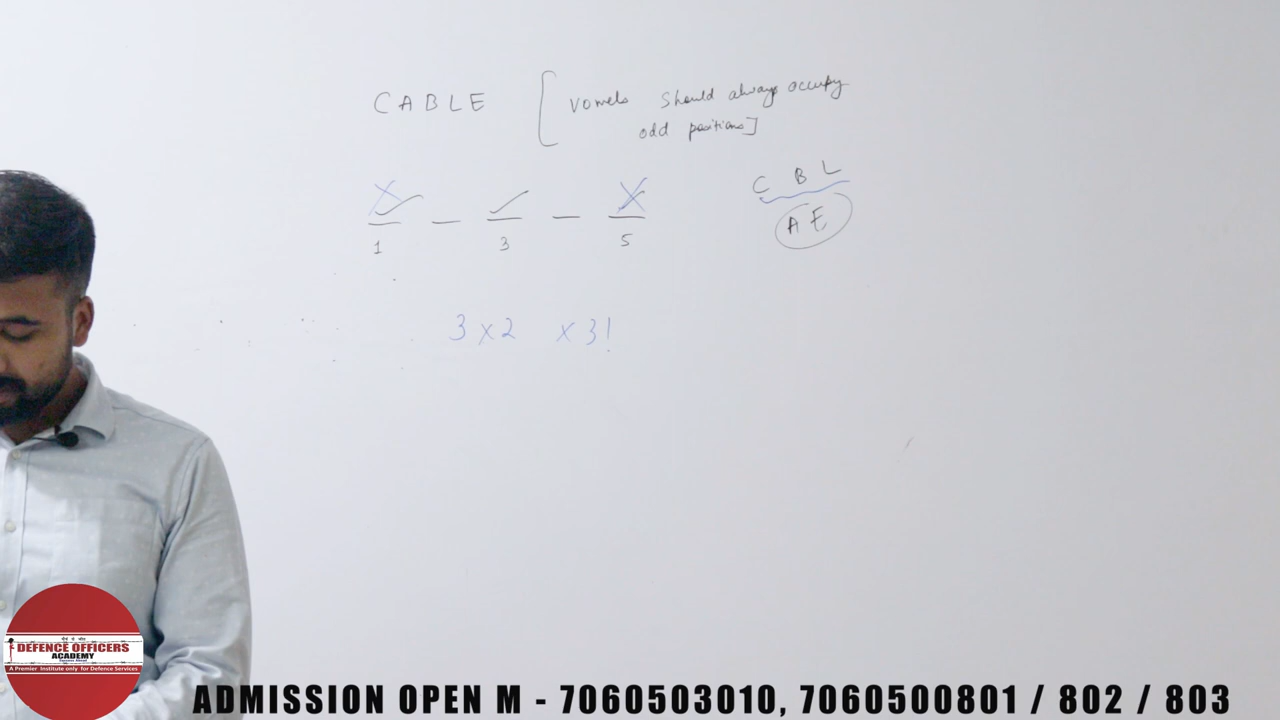 CABLE [vowels should always occupy
odd positions]
C B L
A E
1 3 5
3 x 2 x 3!
DEFENCE OFFICERS
ACADEMY
A Premier Institute only for Defence Services
ADMISSION OPEN M - 7060503010, 7060500801 / 802 / 803